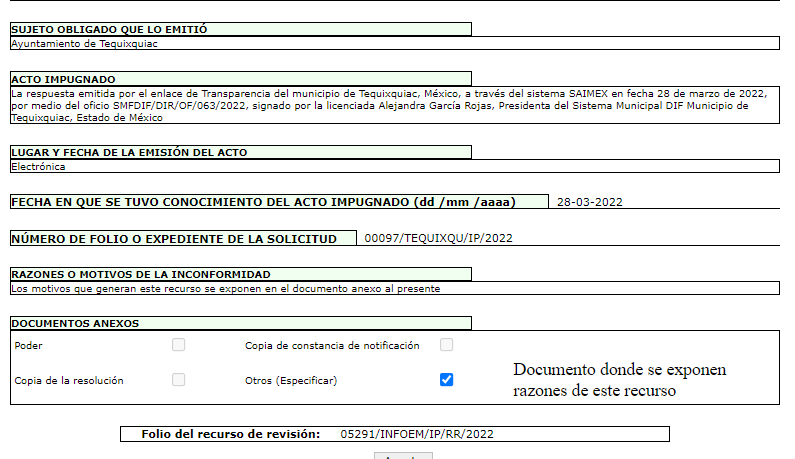 SUJETO OBLIGADO QUE LO EMITIÓ
Ayuntamiento de Tequixquiac
ACTO IMPUGNADO
La respuesta emitida por el enlace de Transparencia del municipio de Tequixquiac, México, a través del sistema SAIMEX en fecha 28 de marzo de 2022,
por medio del oficio SMFDIF/DIR/OF/063/2022, signado por la licenciada Alejandra García Rojas, Presidenta del Sistema Municipal DIF Municipio de
Tequixquiac, Estado de México
LUGAR Y FECHA DE LA EMISIÓN DEL ACTO
Electrónica
FECHA EN QUE SE TUVO CONOCIMIENTO DEL ACTO IMPUGNADO (dd /mm /aaaa) 28-03-2022
NÚMERO DE FOLIO O EXPEDIENTE DE LA SOLICITUD 00097/TEQUIXQU/IP/2022
RAZONES O MOTIVOS DE LA INCONFORMIDAD
Los motivos que generan este recurso se exponen en el documento anexo al presente
DOCUMENTOS ANEXOS
Poder Copia de constancia de notificación
Copia de la resolución Otros (Especificar)
Documento donde se exponen
razones de este recurso
Folio del recurso de revisión: 05291/INFOEM/IP/RR/2022